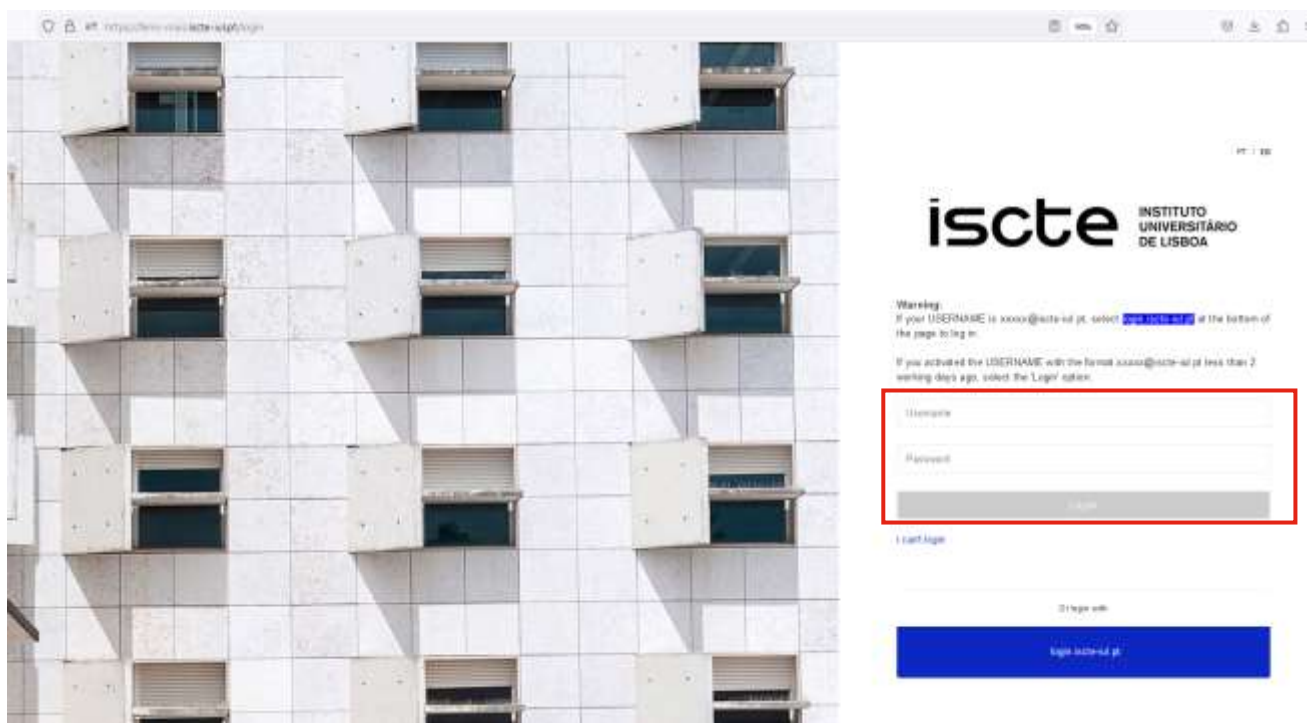 PT | EN
iscte INSTITUTO
UNIVERSITÁRIO
DE LISBOA
Warning:
If your USERNAME is xxxxx@iscte-iul.pt, select login.iscte-iul.pt at the bottom of
the page to log in.
If you activated the USERNAME with the format xxxxx@iscte-iul.pt less than 2
working days ago, select the 'Login' option.
Username
Password
Login
I can't login
Or login with
login.iscte-iul.pt